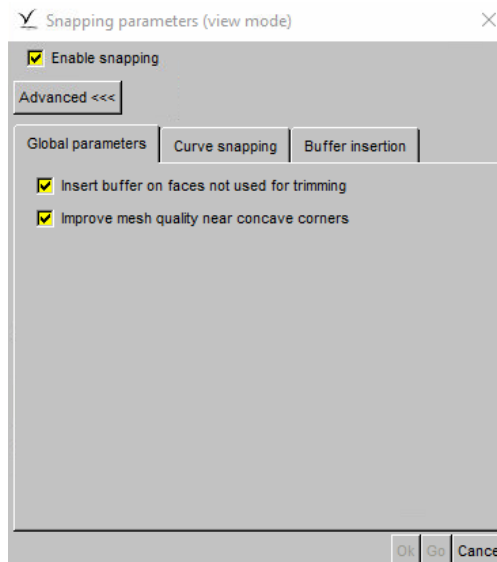 Snapping parameters (view mode)
Enable snapping
Advanced <<<
Global parameters Curve snapping Buffer insertion
Insert buffer on faces not used for trimming
Improve mesh quality near concave corners
Ok Go Cance